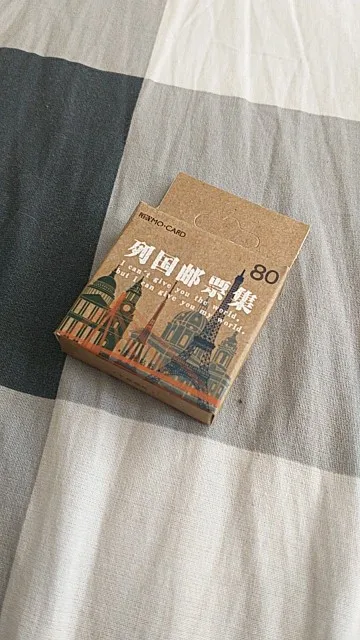 MO·CARD
列国邮票集
80
I can't give you the world,
but I can give you my world.